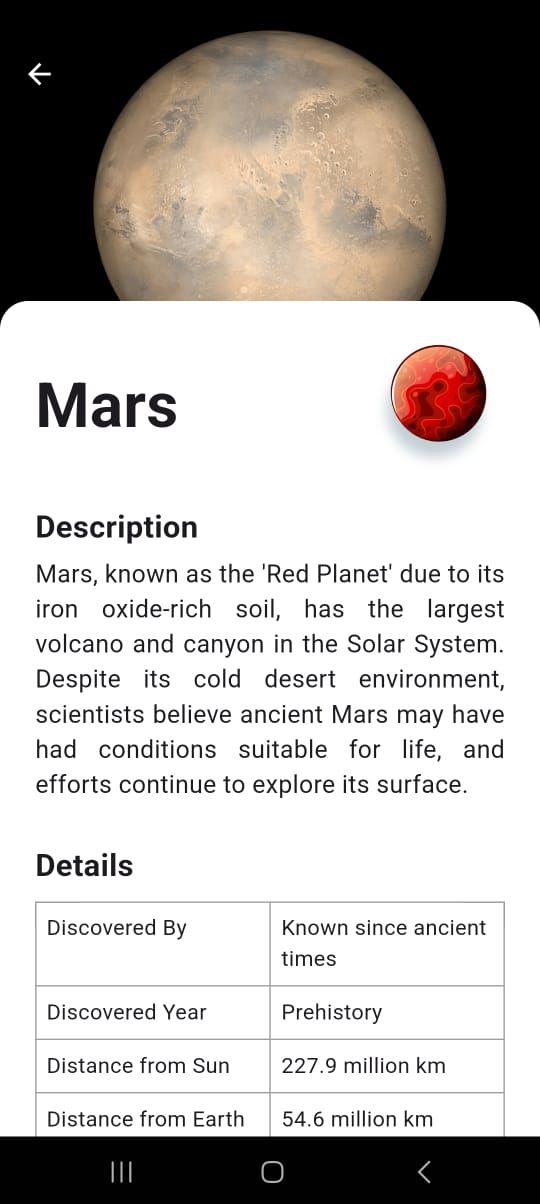 Mars
Description
Mars, known as the 'Red Planet' due to its
iron oxide-rich soil, has the largest
volcano and canyon in the Solar System.
Despite its cold desert environment,
scientists believe ancient Mars may have
had conditions suitable for life, and
efforts continue to explore its surface.
Details
Discovered By
Known since ancient
times
Discovered Year
Prehistory
Distance from Sun
227.9 million km
Distance from Earth
54.6 million km